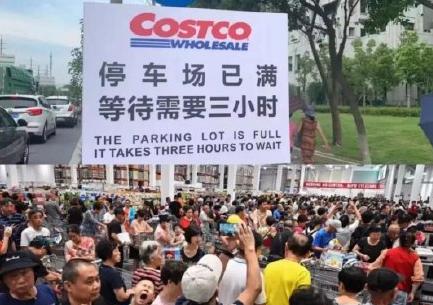 COSTCO
WHOLESALE
停车场已满
等待需要三小时
THE PARKING LOT IS FULL
IT TAKES THREE HOURS TO WAIT